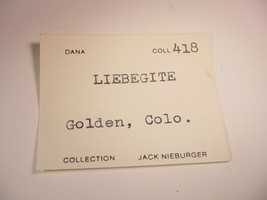 DANA COLL 418
LIEBEGITE
Golden, Colo.
COLLECTION JACK NIEBURGER